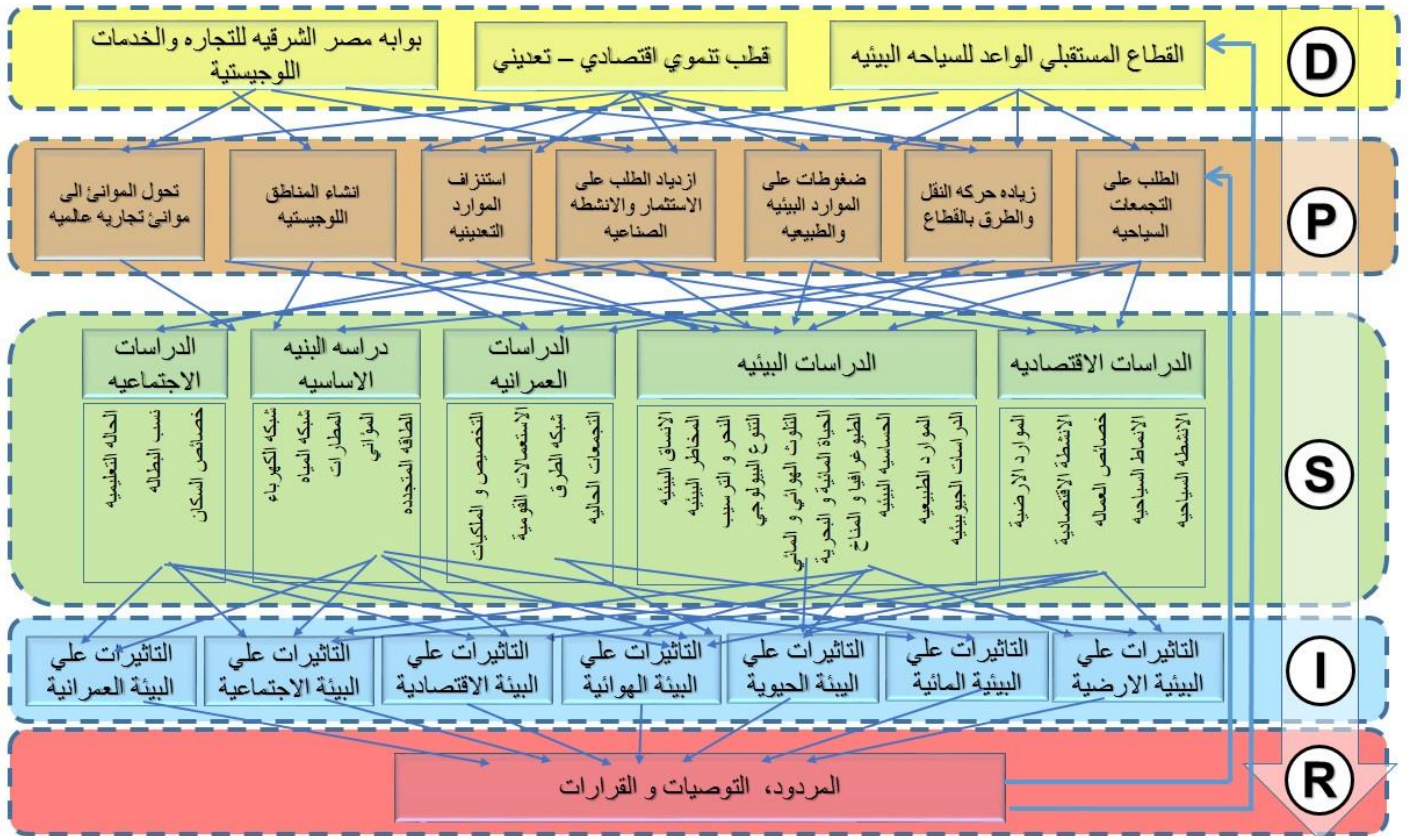 القطاع المستقبلي الواعد للسياحه البيئيه
قطب تنموي اقتصادي – تعديني
بوابه مصر الشرقيه للتجاره والخدمات
اللوجيستية
D
الطلب على
التجمعات
السياحيه
زياده حركه النقل
والطرق بالقطاع
ضغوطات على
الموارد البيئيه
والطبيعيه
ازدياد الطلب على
الاستثمار والانشطه
الصناعيه
استنزاف
الموارد
التعدينيه
انشاء المناطق
اللوجستيه
تحول الموانئ الى
موانئ تجاريه عالميه
P
الدراسات الاقتصاديه
الانشطه السياحيه
الانماط السياحيه
خصائص العماله
الانشطة الاقتصادية
الموارد الارضية
الدراسات البيئيه
الدراسات الجيوبيئيه
الموارد الطبيعيه
الحساسيه البيئيه
الطبوغرافيا و المناخ
الحياة المائية و البحرية
التلوث الهوائي و المائي
التنوع البيولوجي
النحر و الترسيب
المخاطر البيئيه
الانساق البيئيه
الدراسات
العمرانيه
التجمعات الحاليه
شبكه الطرق
الاستعمالات القومية
التخصيص و الملكيات
دراسه البنيه
الاساسيه
الطاقه المتجدده
المؤاني
المطارات
شبكه المياه
شبكه الكهرباء
الدراسات
الاجتماعيه
خصائص السكان
نسب البطاله
الحاله التعليميه
S
التاثيرات علي
البيئية الارضية
التاثيرات علي
البيئية المائية
التاثيرات علي
البيئة الحيوية
التاثيرات علي
البيئة الهوائية
التاثيرات علي
البيئة الاقتصادية
التاثيرات علي
البيئة الاجتماعية
التاثيرات علي
البيئة العمرانية
I
المردود، التوصيات و القرارات
R